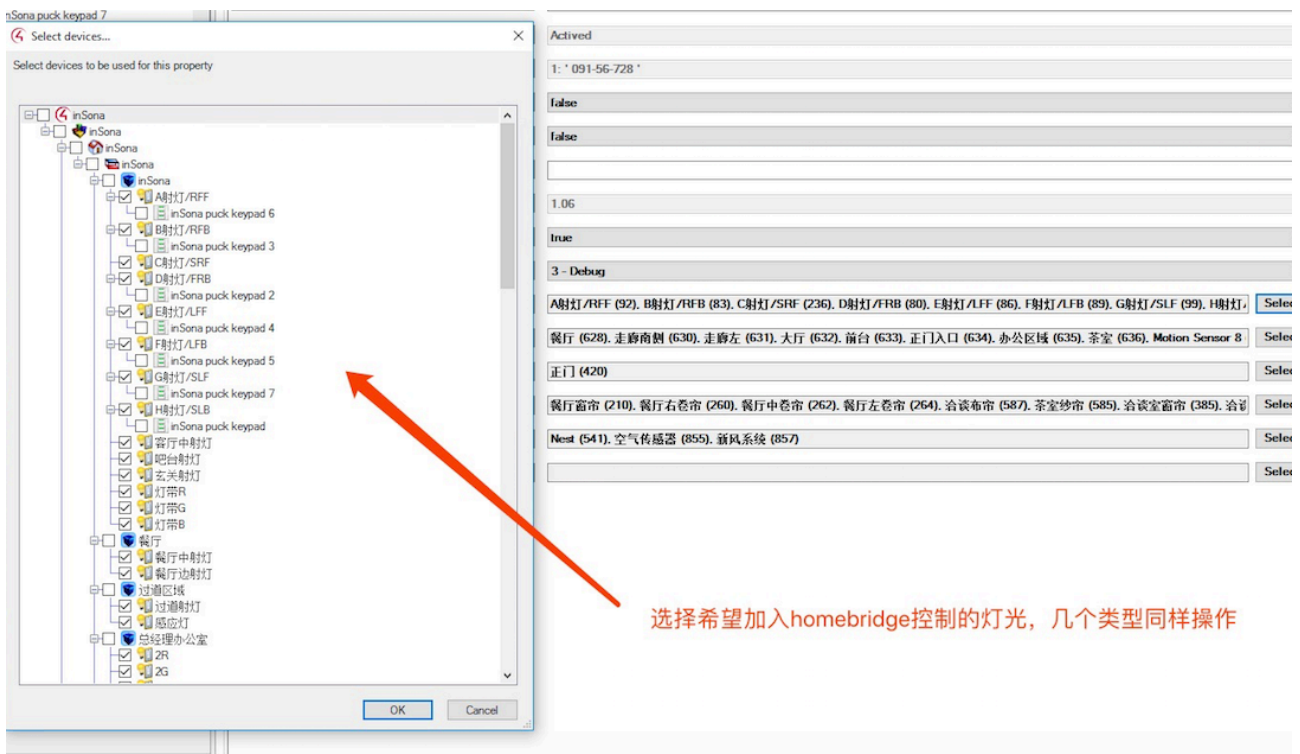 nSona puck keypad 7
Select devices...
Select devices to be used for this property
inSona
inSona
inSona
inSona
inSona
A射灯/RFF
inSona puck keypad 6
B射灯/RFB
inSona puck keypad 3
C射灯/SRF
D射灯/FRB
inSona puck keypad 2
E射灯/LFF
inSona puck keypad 4
F射灯/LFB
inSona puck keypad 5
G射灯/SLF
inSona puck keypad 7
H射灯/SLB
inSona puck keypad
客厅中射灯
吧台射灯
玄关射灯
灯带R
灯带G
灯带B
餐厅
餐厅中射灯
餐厅边射灯
过道区域
过道射灯
感应灯
总经理办公室
2R
2G
OK
Cancel
Actived
1: ' 091-56-728 '
false
false
1.06
true
3 - Debug
A射灯/RFF (92). B射灯/RFB (83). C射灯/SRF (236). D射灯/FRB (80). E射灯/LFF (86). F射灯/LFB (89). G射灯/SLF (99). H射灯/ Selec
餐厅 (628). 走廊南侧 (630). 走廊左 (631). 大厅 (632). 前台 (633). 正门入口 (634). 办公区域 (635). 茶室 (636). Motion Sensor 8 Selec
正门 (420) Selec
餐厅窗帘 (210). 餐厅右卷帘 (260). 餐厅中卷帘 (262). 餐厅左卷帘 (264). 洽谈布帘 (587). 茶室纱帘 (585). 洽谈室窗帘 (385). 洽谈 Selec
Nest (541). 空气传感器 (855). 新风系统 (857) Selec
Selec
选择希望加入homebridge控制的灯光，几个类型同样操作